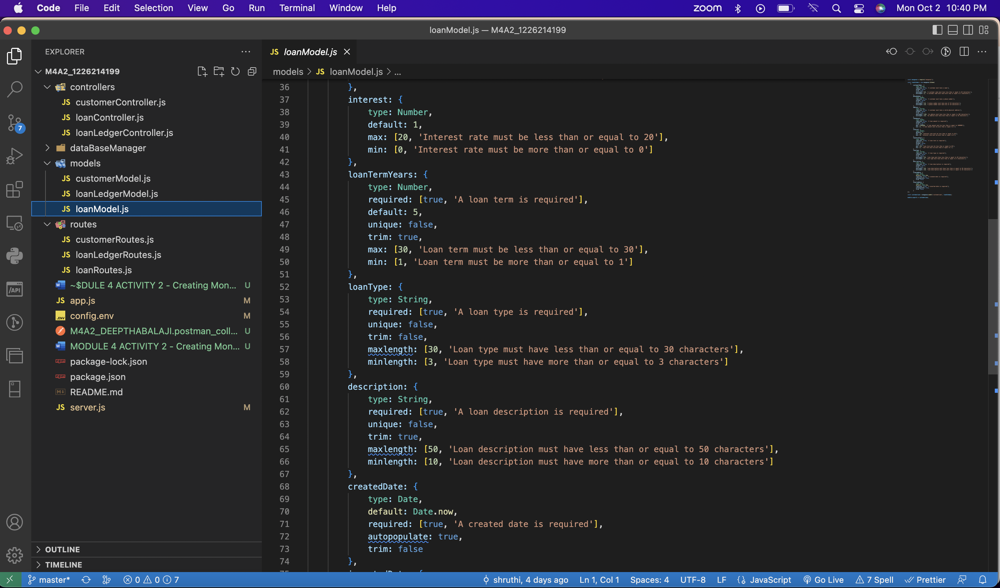 Code File Edit Selection View Go Run Terminal Window Help zoom Mon Oct 2 10:40 PM
loanModel.js — M4A2_1226214199
EXPLORER
M4A2_1226214199
controllers
JS customerController.js
JS loanController.js
JS loanLedgerController.js
7
dataBaseManager
models
JS customerModel.js
JS loanLedgerModel.js
JS loanModel.js
routes
JS customerRoutes.js
JS loanLedgerRoutes.js
JS loanRoutes.js
~$DULE 4 ACTIVITY 2 - Creating Mon... U
JS app.js M
.ENV config.env M
M4A2_DEEPTHABALAJI.postman_coll... U
MODULE 4 ACTIVITY 2 - Creating Mon... U
package-lock.json
package.json
README.md
JS server.js M
/API
OUTLINE
TIMELINE
JS loanModel.js
models > JS loanModel.js > ...
36 },
37 interest: {
38 type: Number,
39 default: 1,
40 max: [20, 'Interest rate must be less than or equal to 20'],
41 min: [0, 'Interest rate must be more than or equal to 0']
42 },
43 loanTermYears: {
44 type: Number,
45 required: [true, 'A loan term is required'],
46 default: 5,
47 unique: false,
48 trim: true,
49 max: [30, 'Loan term must be less than or equal to 30'],
50 min: [1, 'Loan term must be more than or equal to 1']
51 },
52 loanType: {
53 type: String,
54 required: [true, 'A loan type is required'],
55 unique: false,
56 trim: false,
57 maxlength: [30, 'Loan type must have less than or equal to 30 characters'],
58 minlength: [3, 'Loan type must have more than or equal to 3 characters']
59 },
60 description: {
61 type: String,
62 required: [true, 'A loan description is required'],
63 unique: false,
64 trim: true,
65 maxlength: [50, 'Loan description must have less than or equal to 50 characters'],
66 minlength: [10, 'Loan description must have more than or equal to 10 characters']
67 },
68 createdDate: {
69 type: Date,
70 default: Date.now,
71 required: [true, 'A created date is required'],
72 autopopulate: true,
73 trim: false
74 },
master* 0 0 7 shruthi, 4 days ago Ln 1, Col 1 Spaces: 4 UTF-8 LF JavaScript Go Live 7 Spell Prettier